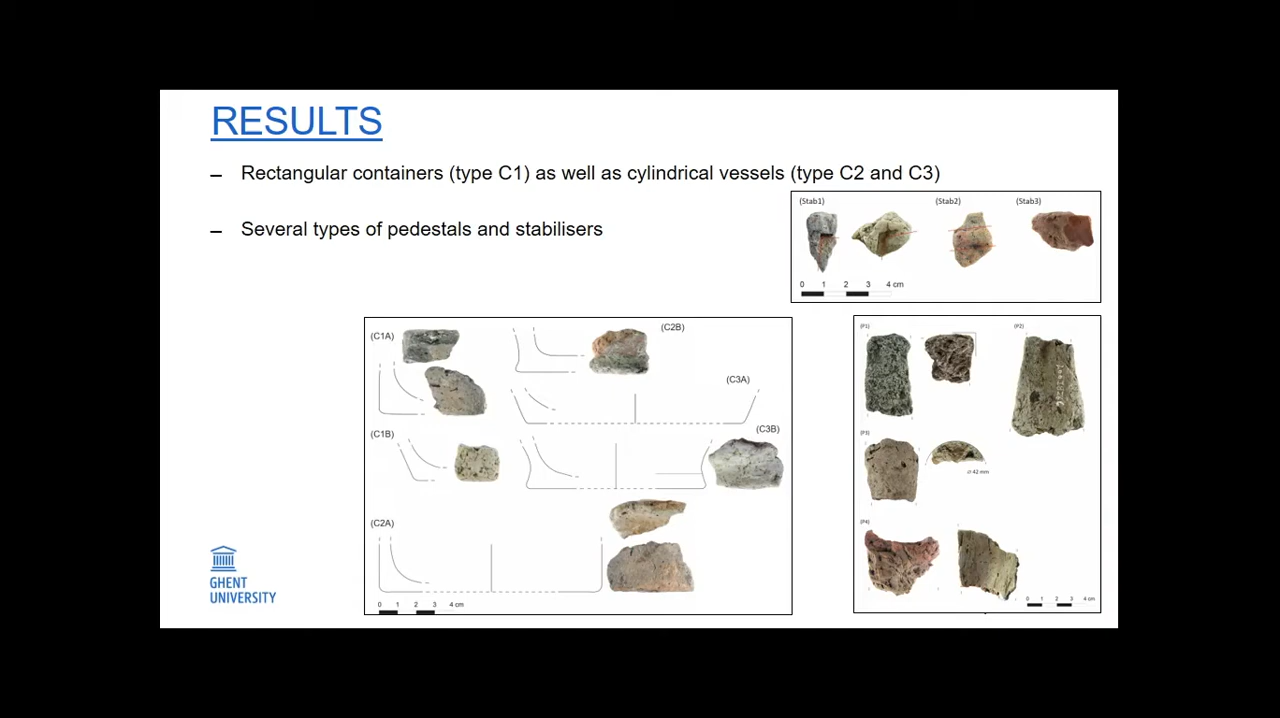 RESULTS
– Rectangular containers (type C1) as well as cylindrical vessels (type C2 and C3)
– Several types of pedestals and stabilisers
(Stab1)
(Stab2)
(Stab3)
0 1 2 3 4 cm
(C1A)
(C2B)
(C3A)
(C1B)
(C3B)
(C2A)
0 1 2 3 4 cm
(P1)
(P2)
(P3)
⌀ 42 mm
(P4)
0 1 2 3 4 cm
GHENT
UNIVERSITY